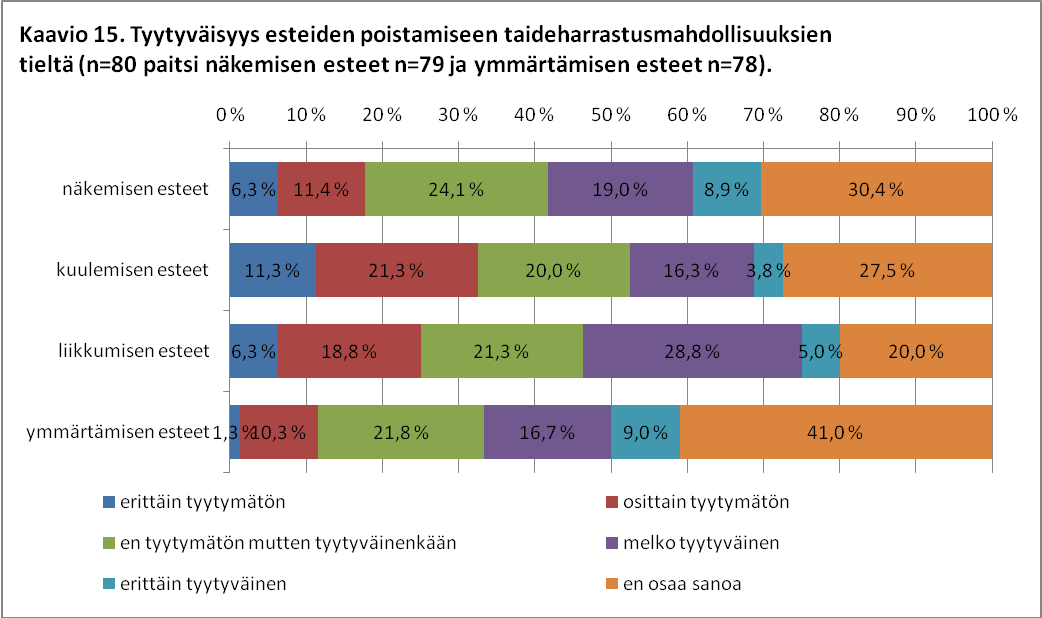 Kaavio 15. Tyytyväisyys esteiden poistamiseen taideharrastusmahdollisuuksien
tieltä (n=80 paitsi näkemisen esteet n=79 ja ymmärtämisen esteet n=78).
0 % 10 % 20 % 30 % 40 % 50 % 60 % 70 % 80 % 90 % 100 %
näkemisen esteet 6,3 % 11,4 % 24,1 % 19,0 % 8,9 % 30,4 %
kuulemisen esteet 11,3 % 21,3 % 20,0 % 16,3 % 3,8 % 27,5 %
liikkumisen esteet 6,3 % 18,8 % 21,3 % 28,8 % 5,0 % 20,0 %
ymmärtämisen esteet 1,3 % 10,3 % 21,8 % 16,7 % 9,0 % 41,0 %
erittäin tyytymätön osittain tyytymätön
en tyytymätön mutten tyytyväinenkään melko tyytyväinen
erittäin tyytyväinen en osaa sanoa